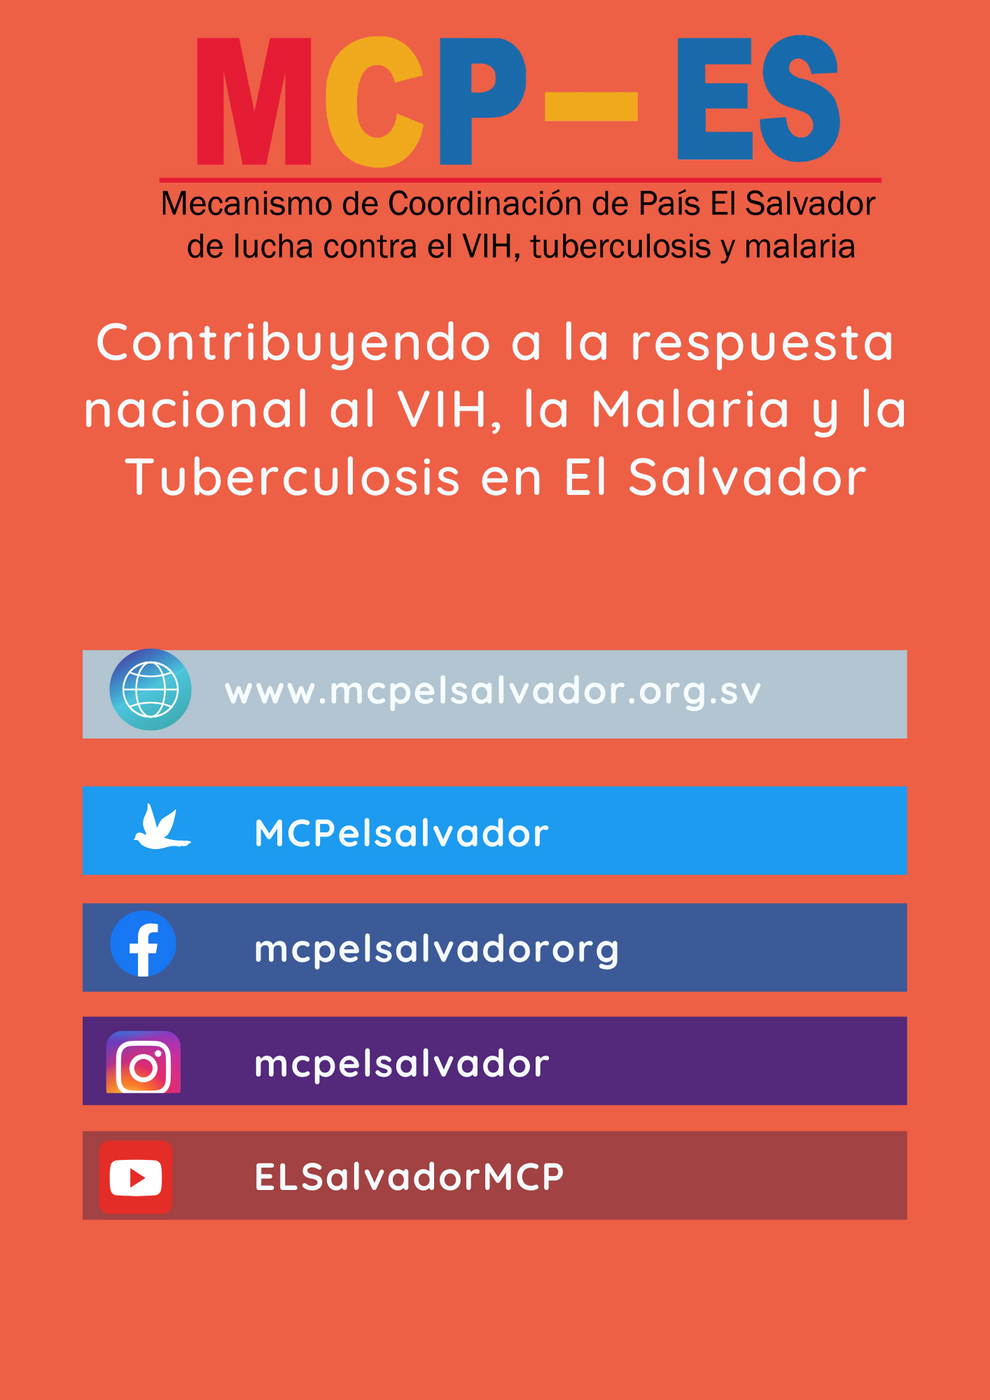 MCP- ES
Mecanismo de Coordinación de País El Salvador
de lucha contra el VIH, tuberculosis y malaria
Contribuyendo a la respuesta
nacional al VIH, la Malaria y la
Tuberculosis en El Salvador
www.mcpelsalvador.org.sv
MCPelsalvador
mcpelsalvadororg
mcpelsalvador
ELSalvadorMCP